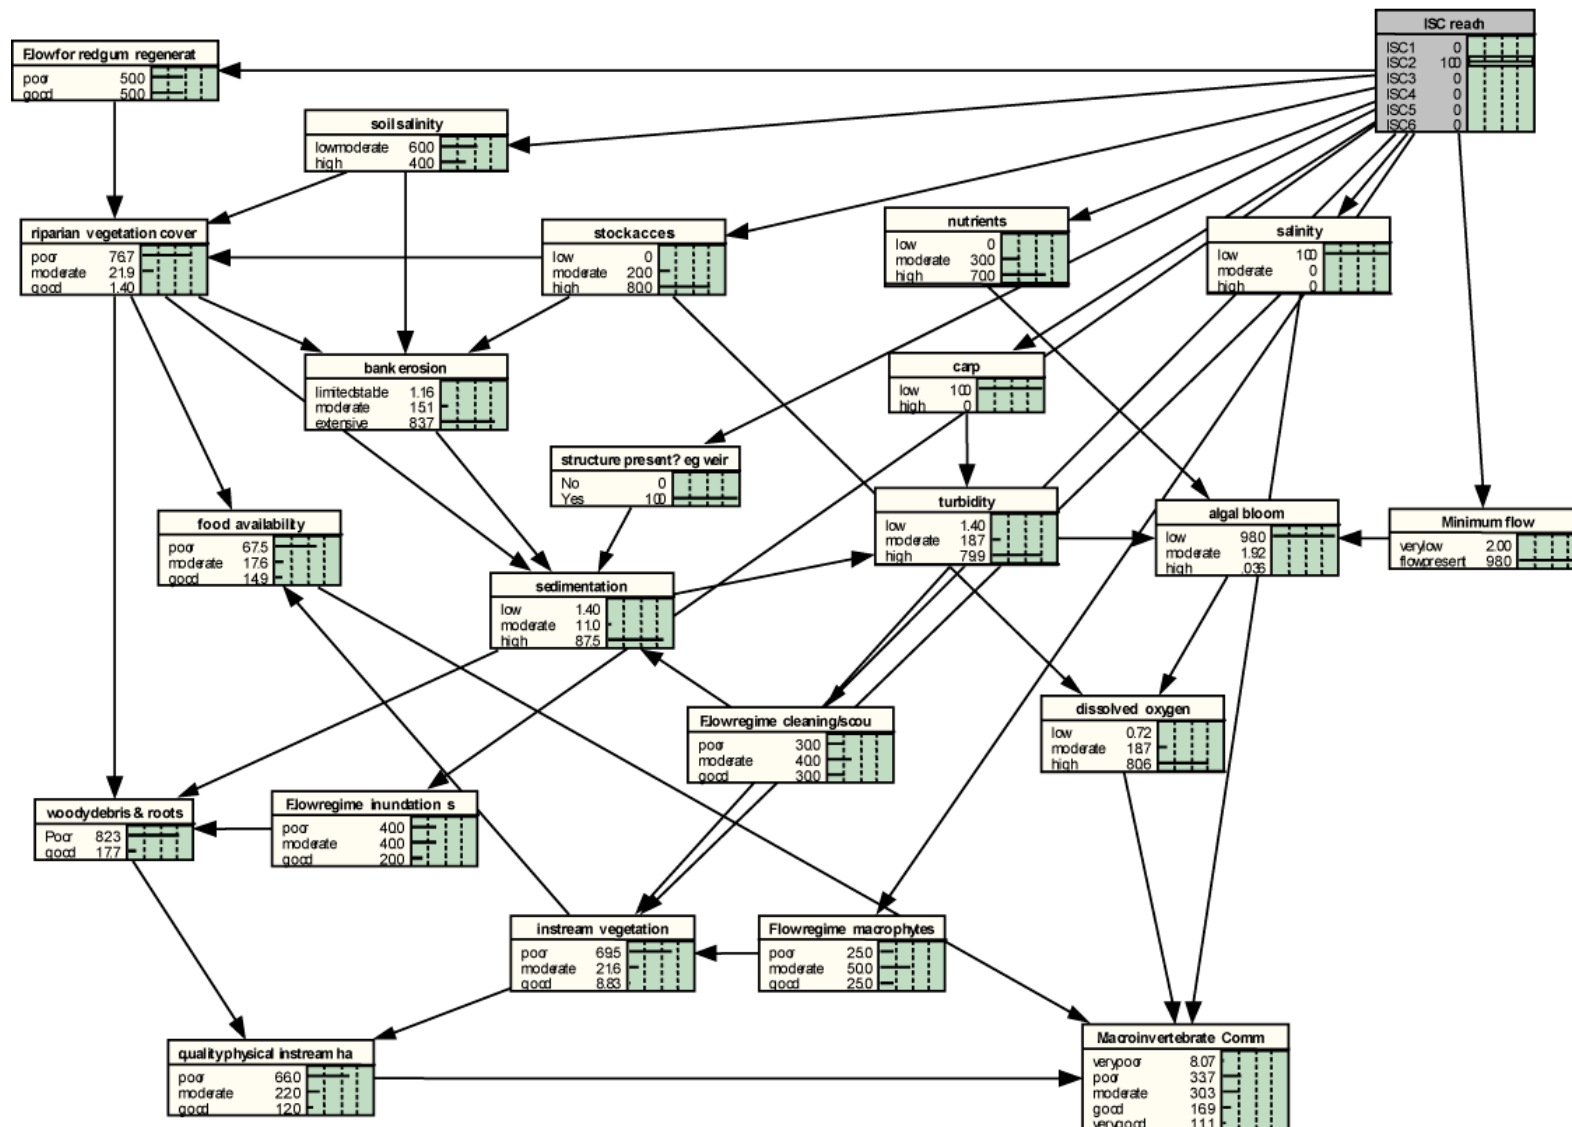 ISC reach
ISC1 0
ISC2 100
ISC3 0
ISC4 0
ISC5 0
ISC6 0
Flowfor redgum regenerat
poor 50.0
good 50.0
soil salinity
lowmoderate 60.0
high 40.0
riparian vegetation cover
poor 76.7
moderate 21.9
good 1.40
stockacces
low 0
moderate 20.0
high 80.0
nutrients
low 0
moderate 30.0
high 70.0
salinity
low 100
moderate 0
high 0
bank erosion
limitedstable 1.16
moderate 15.1
extensive 83.7
carp
low 100
high 0
structure present? eg weir
No 0
Yes 100
turbidity
low 1.40
moderate 18.7
high 79.9
algal bloom
low 98.0
moderate 1.92
high .036
Minimum flow
verylow 2.00
flowpresent 98.0
food availability
poor 67.5
moderate 17.6
good 14.9
sedimentation
low 1.40
moderate 11.0
high 87.5
Flowregime cleaning/scou
poor 30.0
moderate 40.0
good 30.0
dissolved oxygen
low 0.72
moderate 18.7
high 80.6
woodydebris & roots
Poor 82.3
good 17.7
Flowregime inundation s
poor 40.0
moderate 40.0
good 20.0
instream vegetation
poor 69.5
moderate 21.6
good 8.83
Flowregime macrophytes
poor 25.0
moderate 50.0
good 25.0
qualityphysical instream ha
poor 66.0
moderate 22.0
good 12.0
Macroinvertebrate Comm
verypoor 8.07
poor 33.7
moderate 30.3
good 16.9
verygood 11.1